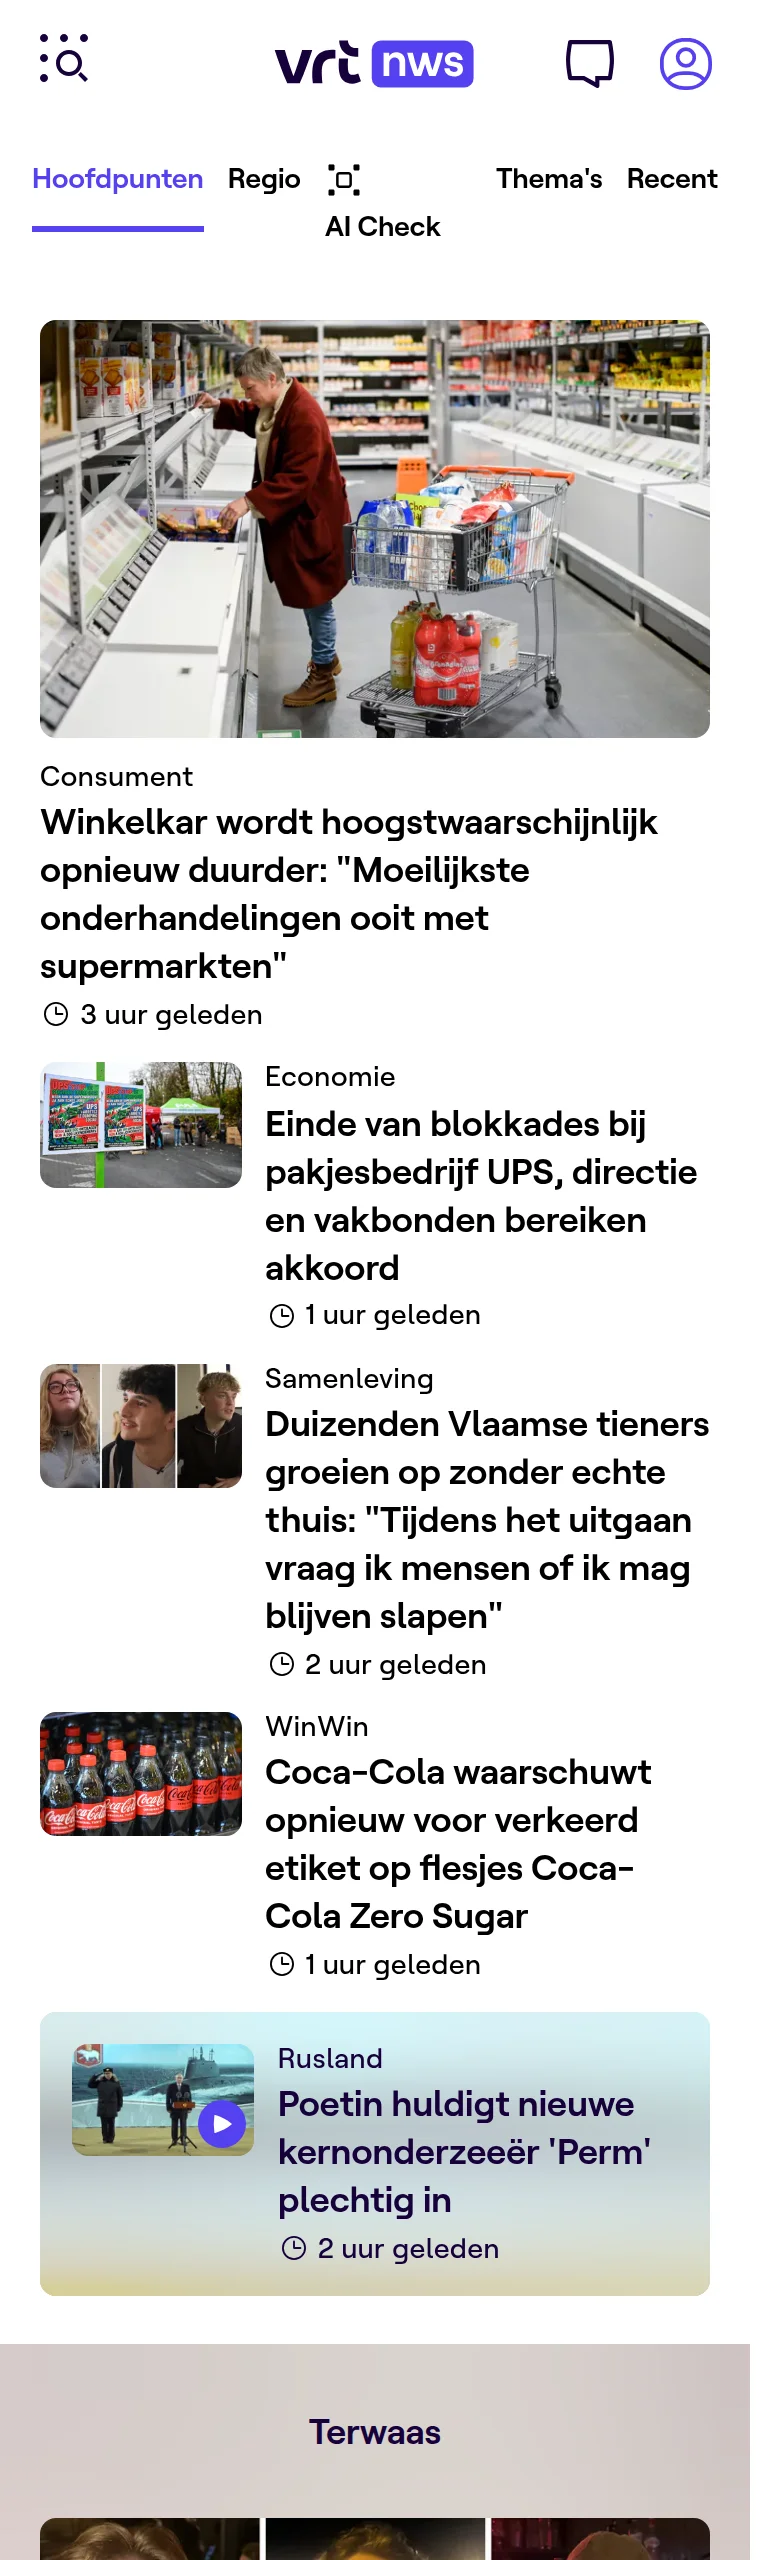 vrt nws
Hoofdpunten
Regio
AI Check
Thema's
Recent
Consument
Winkelkar wordt hoogstwaarschijnlijk
opnieuw duurder: "Moeilijkste
onderhandelingen ooit met
supermarkten"
3 uur geleden
UPS
Economie
Einde van blokkades bij
pakjesbedrijf UPS, directie
en vakbonden bereiken
akkoord
1 uur geleden
Samenleving
Duizenden Vlaamse tieners
groeien op zonder echte
thuis: "Tijdens het uitgaan
vraag ik mensen of ik mag
blijven slapen"
2 uur geleden
Coca-Cola
WinWin
Coca-Cola waarschuwt
opnieuw voor verkeerd
etiket op flesjes Coca-
Cola Zero Sugar
1 uur geleden
Rusland
Poetin huldigt nieuwe
kernonderzeeër 'Perm'
plechtig in
2 uur geleden
Terwaas